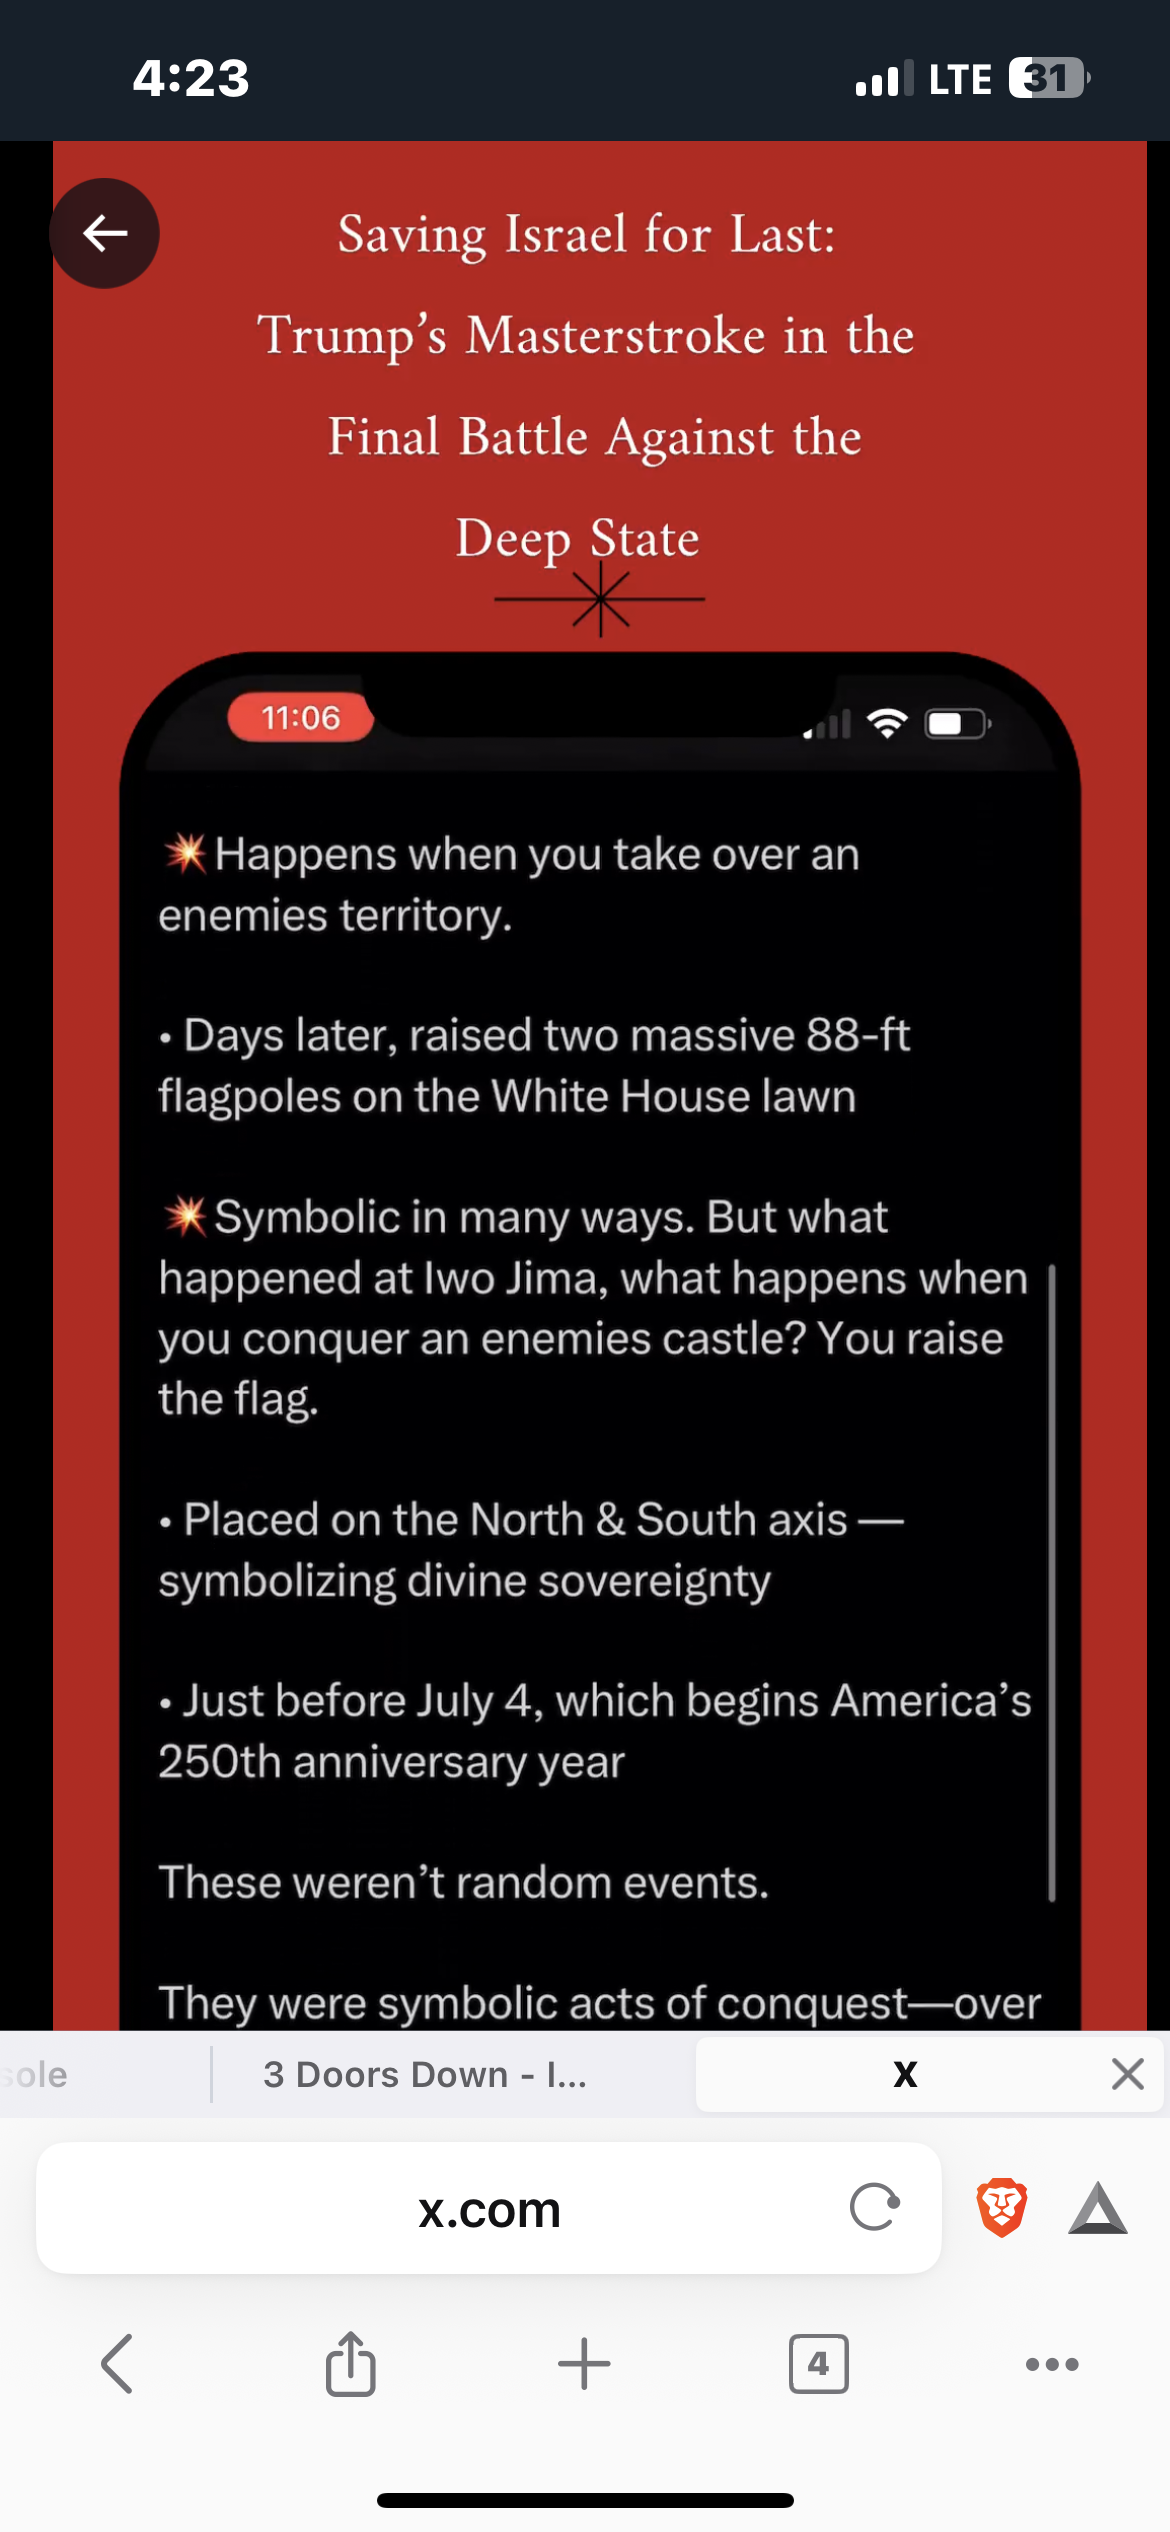 4:23
LTE 31
Saving Israel for Last:
Trump’s Masterstroke in the
Final Battle Against the
Deep State
11:06
💥Happens when you take over an
enemies territory.
• Days later, raised two massive 88-ft
flagpoles on the White House lawn
💥Symbolic in many ways. But what
happened at Iwo Jima, what happens when
you conquer an enemies castle? You raise
the flag.
• Placed on the North & South axis —
symbolizing divine sovereignty
• Just before July 4, which begins America’s
250th anniversary year
These weren’t random events.
They were symbolic acts of conquest—over
sole
3 Doors Down - I...
X
x.com
4